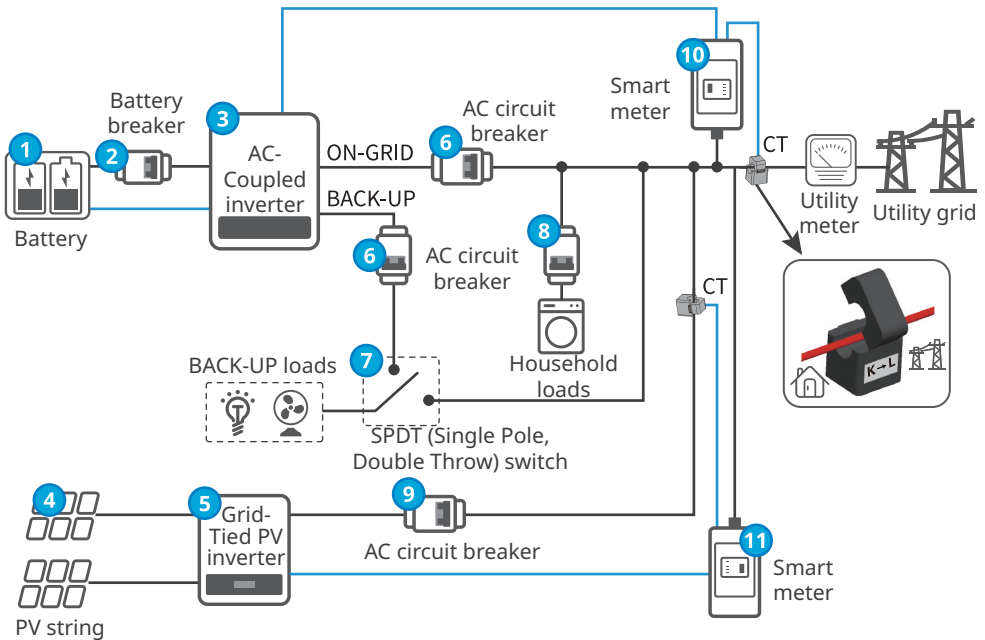 10
Smart
meter
Battery
breaker
3
AC circuit
breaker
1
2
AC-
Coupled
inverter
ON-GRID
6
CT
BACK-UP
Battery
Utility
meter
Utility grid
6
AC circuit
breaker
8
CT
K→L
7
BACK-UP loads
Household
loads
SPDT (Single Pole,
Double Throw) switch
4
5
Grid-
Tied PV
inverter
9
AC circuit breaker
11
Smart
meter
PV string